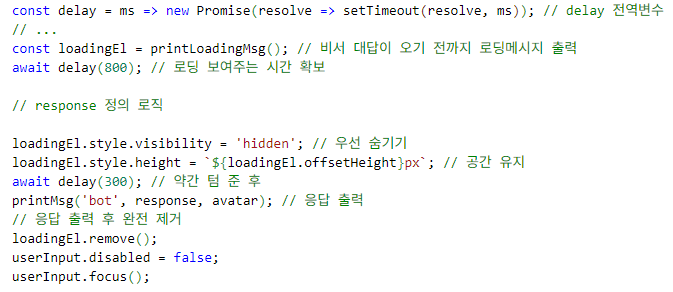 const delay = ms => new Promise(resolve => setTimeout(resolve, ms)); // delay 전역변수
// ...
const loadingEl = printLoadingMsg(); // 비서 대답이 오기 전까지 로딩메시지 출력
await delay(800); // 로딩 보여주는 시간 확보
// response 정의 로직
loadingEl.style.visibility = 'hidden'; // 우선 숨기기
loadingEl.style.height = `${loadingEl.offsetHeight}px`; // 공간 유지
await delay(300); // 약간 텀 준 후
printMsg('bot', response, avatar); // 응답 출력
// 응답 출력 후 완전 제거
loadingEl.remove();
userInput.disabled = false;
userInput.focus();